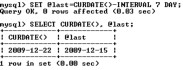 mysql> SET @last=CURDATE()-INTERVAL 7 DAY;
Query OK, 0 rows affected (0.03 sec)
mysql> SELECT CURDATE(), @last;
+------------+------------+
| CURDATE() | @last |
+------------+------------+
| 2009-12-22 | 2009-12-15 |
+------------+------------+
1 row in set (0.00 sec)